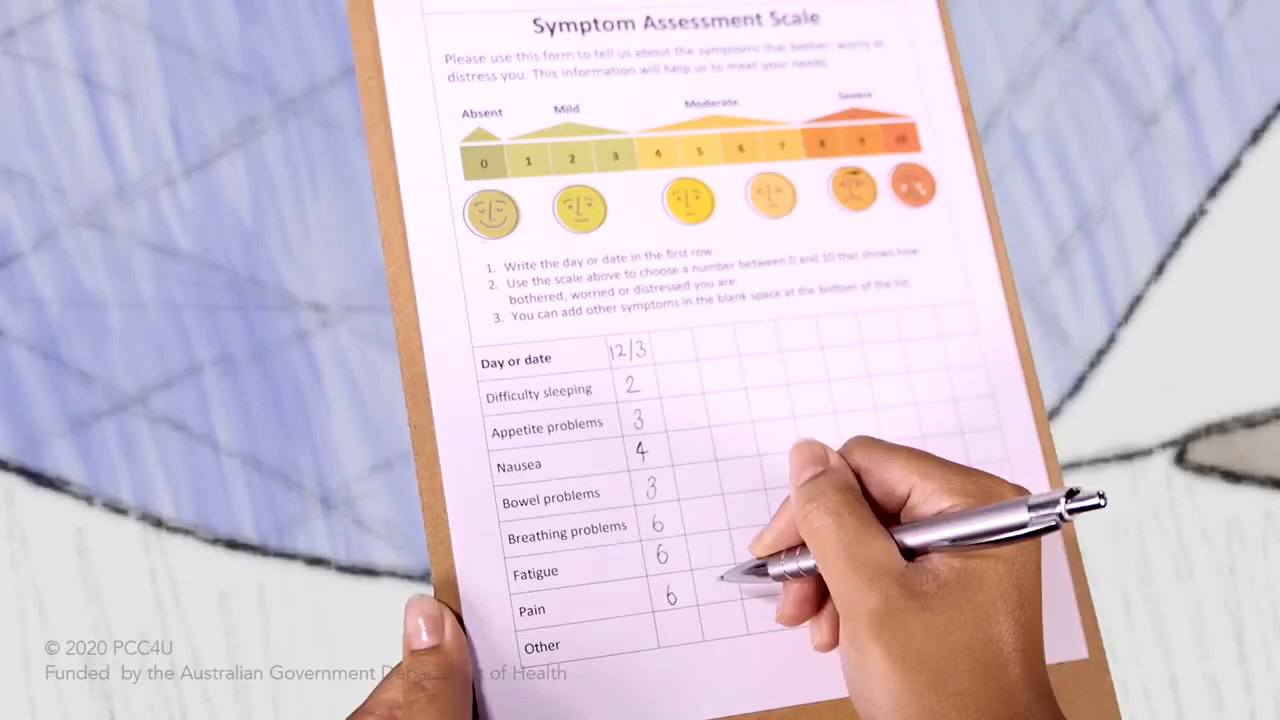 Symptom Assessment Scale
Please use this form to tell us about the symptoms that bother, worry or
distress you. This information will help us to meet your needs.
Absent Mild Moderate Severe
0 1 2 3 4 5 6 7 8 9 10
1. Write the day or date in the first row.
2. Use the scale above to choose a number between 0 and 10 that shows how
bothered, worried or distressed you are.
3. You can add other symptoms in the blank space at the bottom of the list.
Day or date 12/3
Difficulty sleeping 2
Appetite problems 3
Nausea 4
Bowel problems 3
Breathing problems 6
Fatigue 6
Pain 6
Other
© 2020 PCC4U
Funded by the Australian Government Department of Health